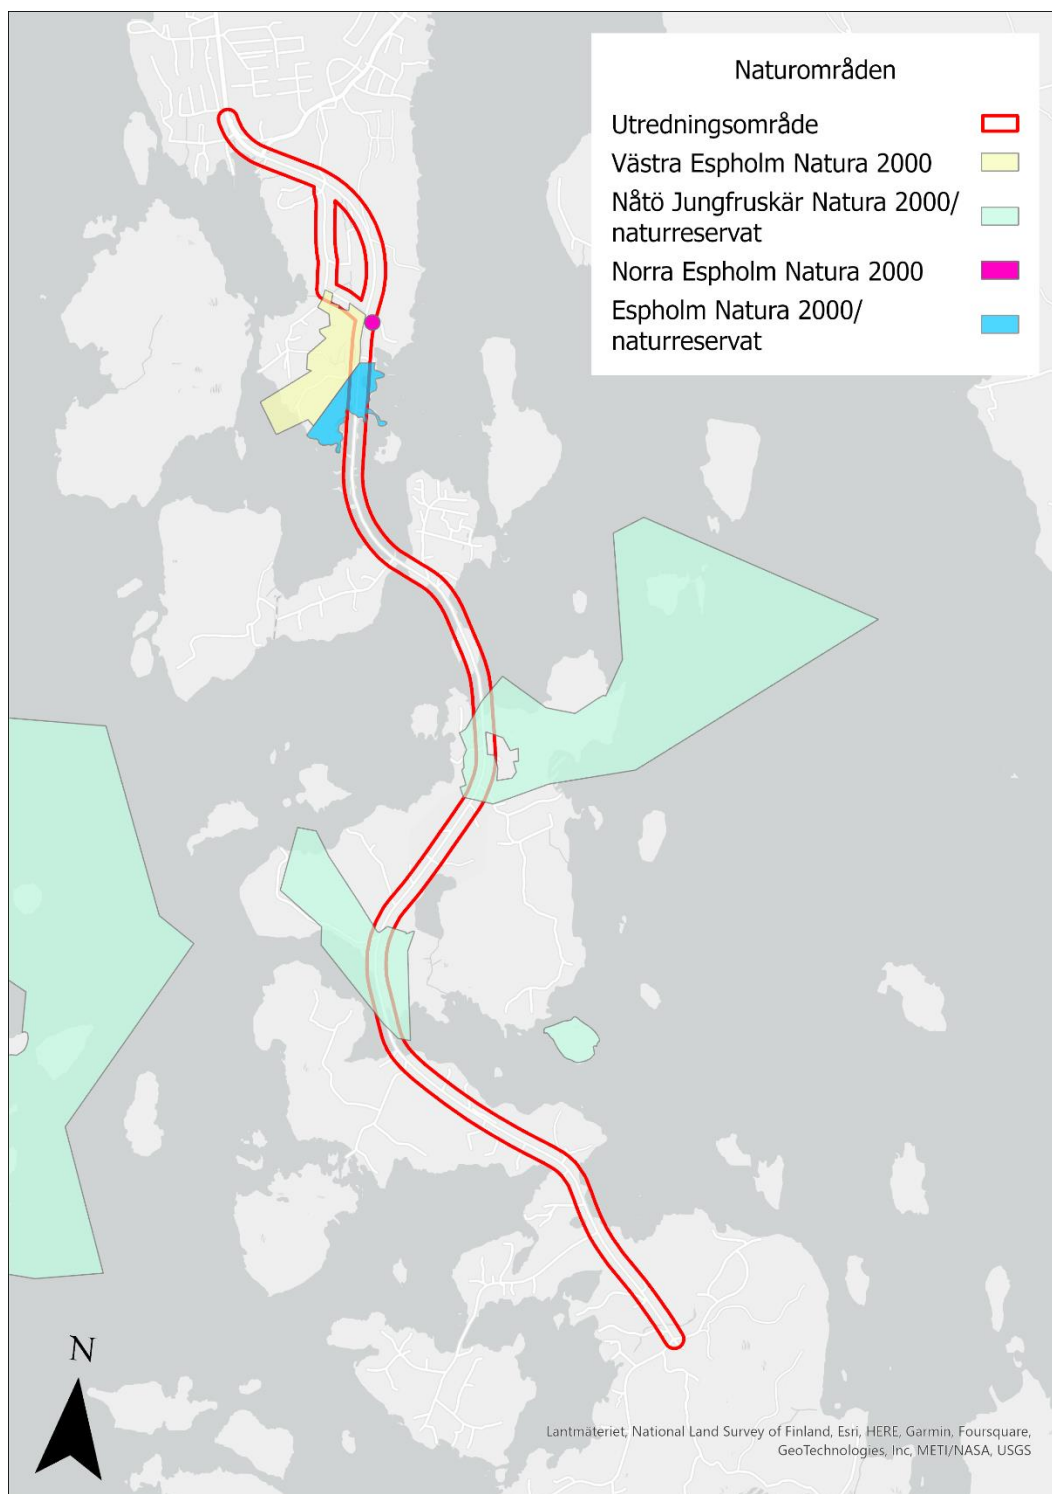 Naturområden
Utredningsområde
Västra Espholm Natura 2000
Nåtö Jungfruskär Natura 2000/
naturreservat
Norra Espholm Natura 2000
Espholm Natura 2000/
naturreservat
N
Lantmäteriet, National Land Survey of Finland, Esri, HERE, Garmin, Foursquare,
GeoTechnologies, Inc, METI/NASA, USGS